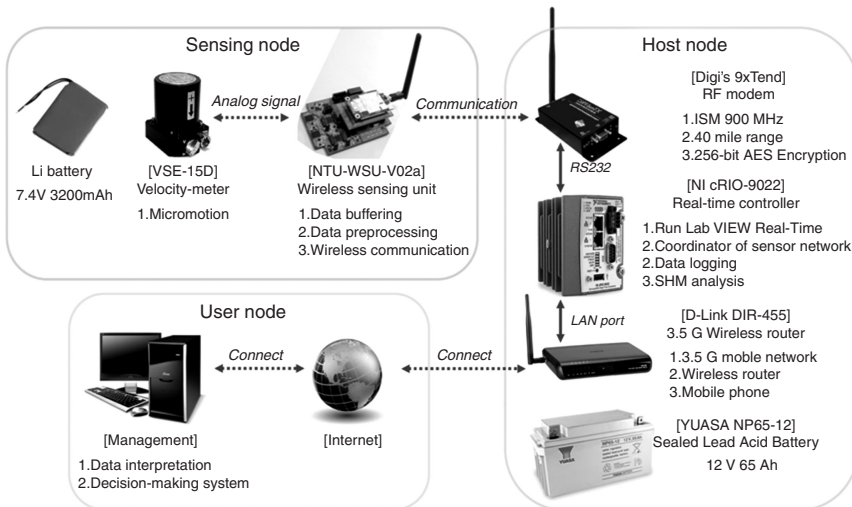 Sensing node
Analog signal
Communication
Li battery
7.4V 3200mAh
[VSE-15D]
Velocity-meter
1.Micromotion
[NTU-WSU-V02a]
Wireless sensing unit
1.Data buffering
2.Data preprocessing
3.Wireless communication
Host node
[Digi's 9xTend]
RF modem
1.ISM 900 MHz
2.40 mile range
3.256-bit AES Encryption
RS232
[NI cRIO-9022]
Real-time controller
1.Run Lab VIEW Real-Time
2.Coordinator of sensor network
2.Data logging
3.SHM analysis
LAN port
[D-Link DIR-455]
3.5 G Wireless router
1.3.5 G moble network
2.Wireless router
3.Mobile phone
[YUASA NP65-12]
Sealed Lead Acid Battery
12 V 65 Ah
NP65-12
YUASA
User node
Connect
Connect
[Management]
1.Data interpretation
2.Decision-making system
[Internet]